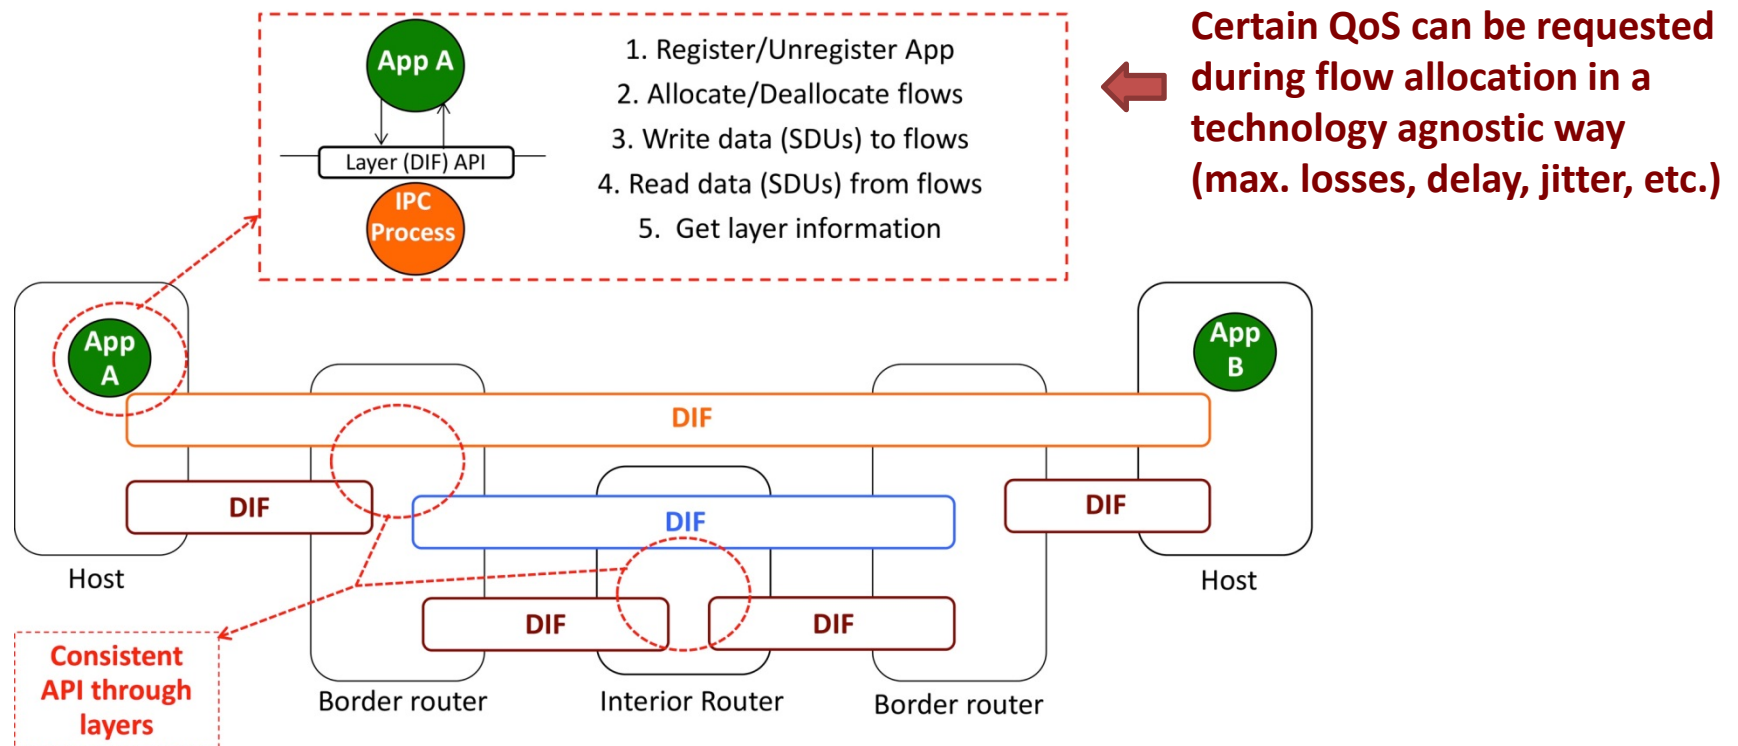 App A
Layer (DIF) API
IPC
Process
1. Register/Unregister App
2. Allocate/Deallocate flows
3. Write data (SDUs) to flows
4. Read data (SDUs) from flows
5. Get layer information
Certain QoS can be requested
during flow allocation in a
technology agnostic way
(max. losses, delay, jitter, etc.)
App
A
App
B
DIF
DIF
DIF
DIF
DIF
DIF
Host
Host
Border router
Interior Router
Border router
Consistent
API through
layers